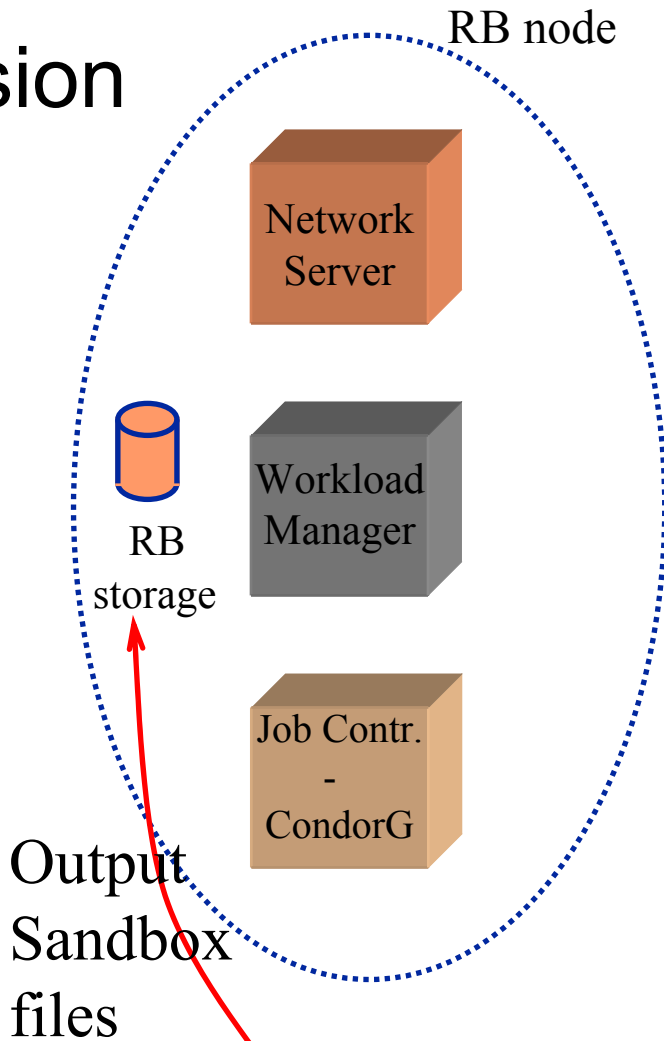 RB node
sion
Network
Server
Workload
Manager
RB
storage
Job Contr.
-
CondorG
Output
Sandbox
files